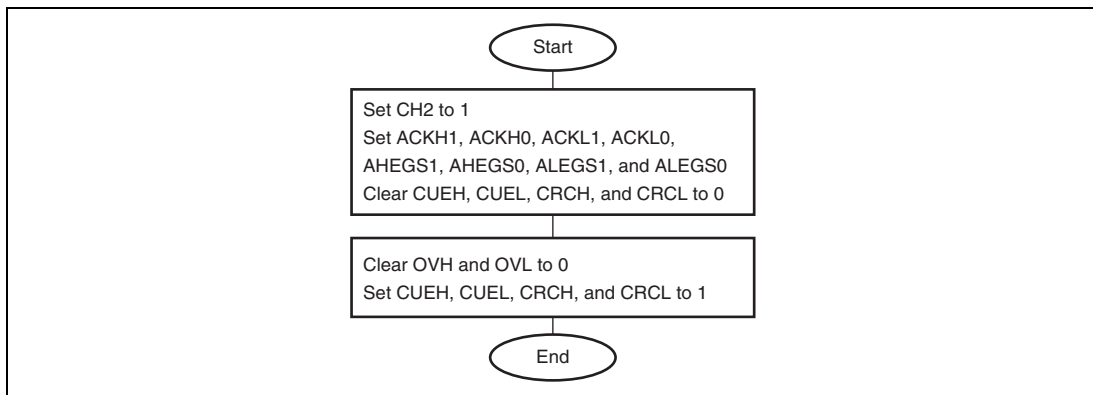 Start
Set CH2 to 1
Set ACKH1, ACKH0, ACKL1, ACKL0,
AHEGS1, AHEGS0, ALEGS1, and ALEGS0
Clear CUEH, CUEL, CRCH, and CRCL to 0
Clear OVH and OVL to 0
Set CUEH, CUEL, CRCH, and CRCL to 1
End